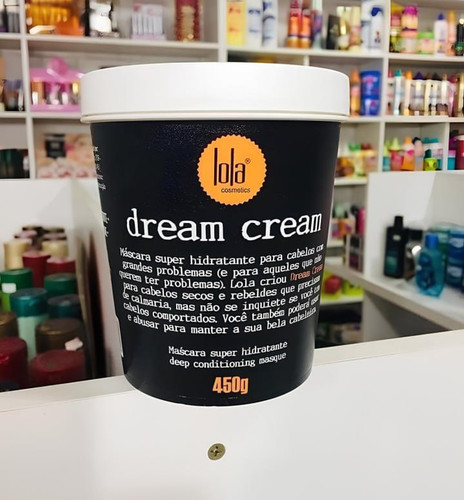 lola®
cosmetics
dream cream
Máscara super hidratante para cabelos com
grandes problemas (e para aqueles que não
querem ter problemas). Lola criou Dream Cream
para cabelos secos e rebeldes que precisam
de calmaria, mas não se inquiete se você tem
cabelos comportados. Você também poderá usar
e abusar para manter a sua bela cabeleira.
Máscara super hidratante
deep conditioning masque
450g